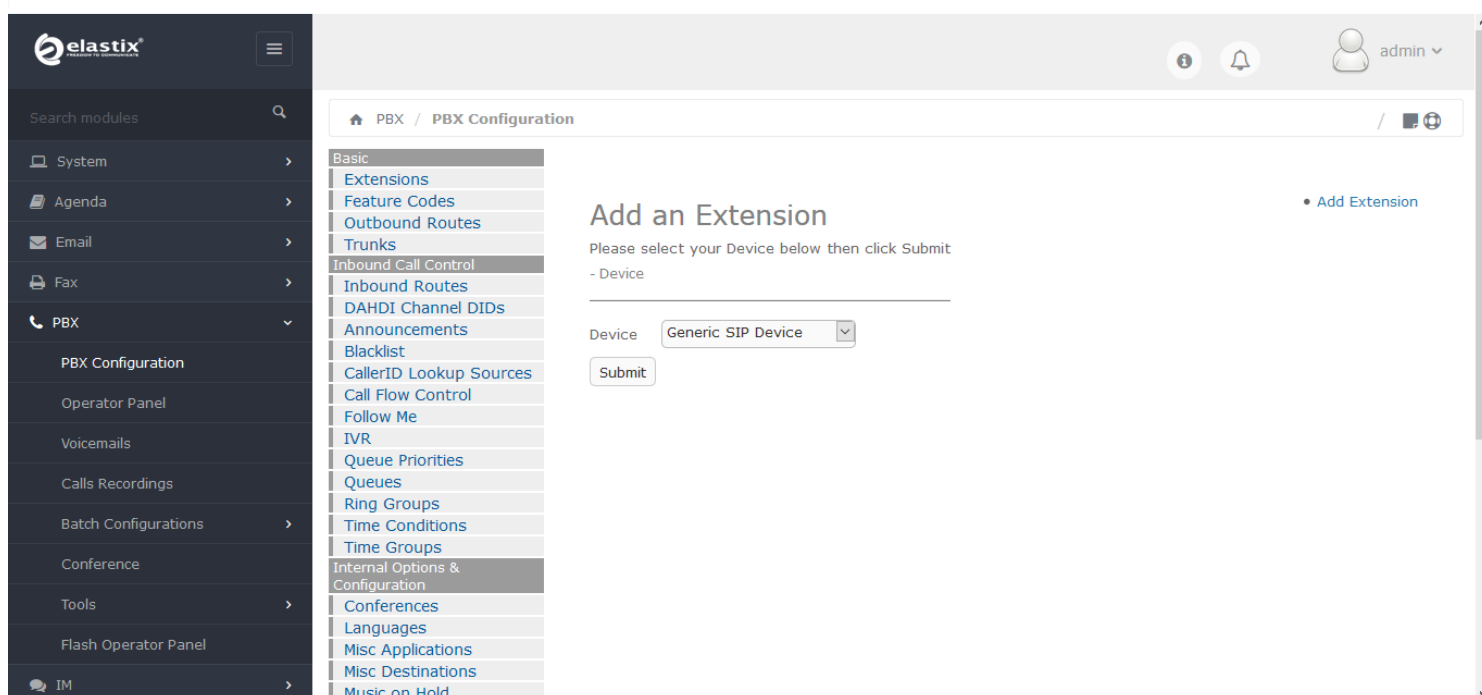 elastix®
FREEDOM TO COMMUNICATE
admin
Search modules
System
Agenda
Email
Fax
PBX
PBX Configuration
Operator Panel
Voicemails
Calls Recordings
Batch Configurations
Conference
Tools
Flash Operator Panel
IM
PBX / PBX Configuration
/
Basic
Extensions
Feature Codes
Outbound Routes
Trunks
Inbound Call Control
Inbound Routes
DAHDI Channel DIDs
Announcements
Blacklist
CallerID Lookup Sources
Call Flow Control
Follow Me
IVR
Queue Priorities
Queues
Ring Groups
Time Conditions
Time Groups
Internal Options &
Configuration
Conferences
Languages
Misc Applications
Misc Destinations
Music on Hold
Add an Extension
Please select your Device below then click Submit
- Device
Device Generic SIP Device
Submit
• Add Extension